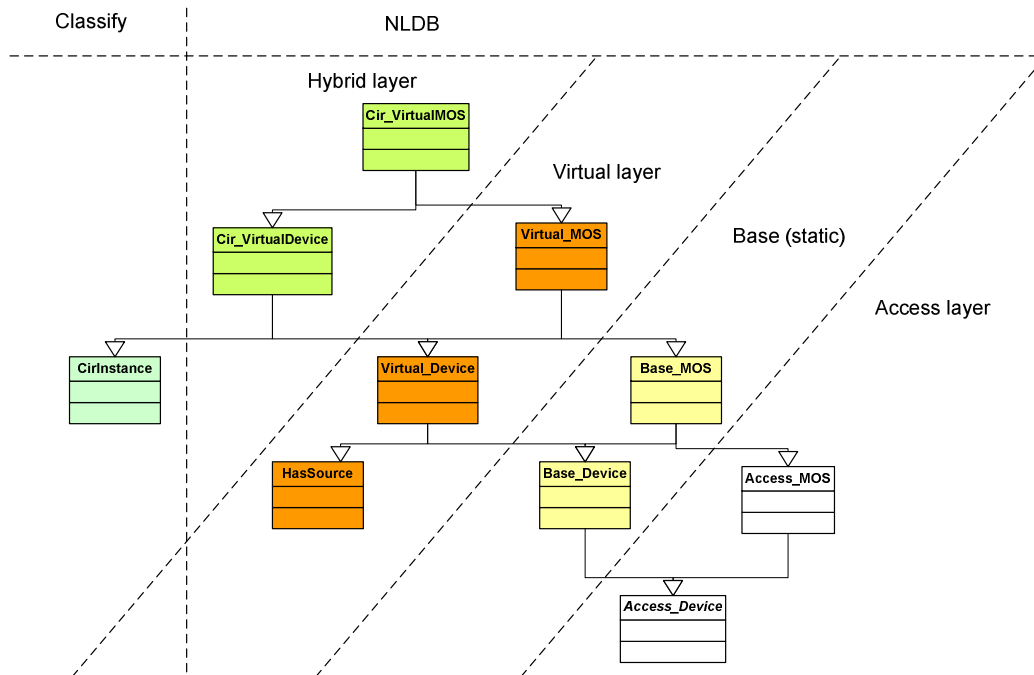 Classify
NLDB
Hybrid layer
Cir_VirtualMOS
Virtual layer
Cir_VirtualDevice
Virtual_MOS
Base (static)
Access layer
CirInstance
Virtual_Device
Base_MOS
HasSource
Base_Device
Access_MOS
Access_Device